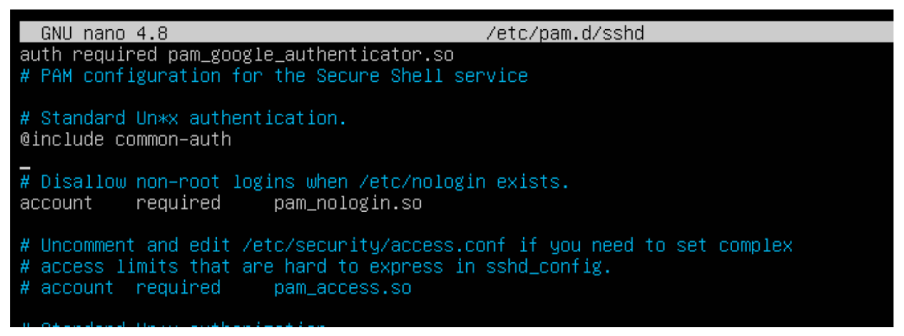 GNU nano 4.8 /etc/pam.d/sshd
auth required pam_google_authenticator.so
# PAM configuration for the Secure Shell service
# Standard Un*x authentication.
@include common-auth
# Disallow non-root logins when /etc/nologin exists.
account    required     pam_nologin.so
# Uncomment and edit /etc/security/access.conf if you need to set complex
# access limits that are hard to express in sshd_config.
# account  required     pam_access.so
# Standard Un*x authorization